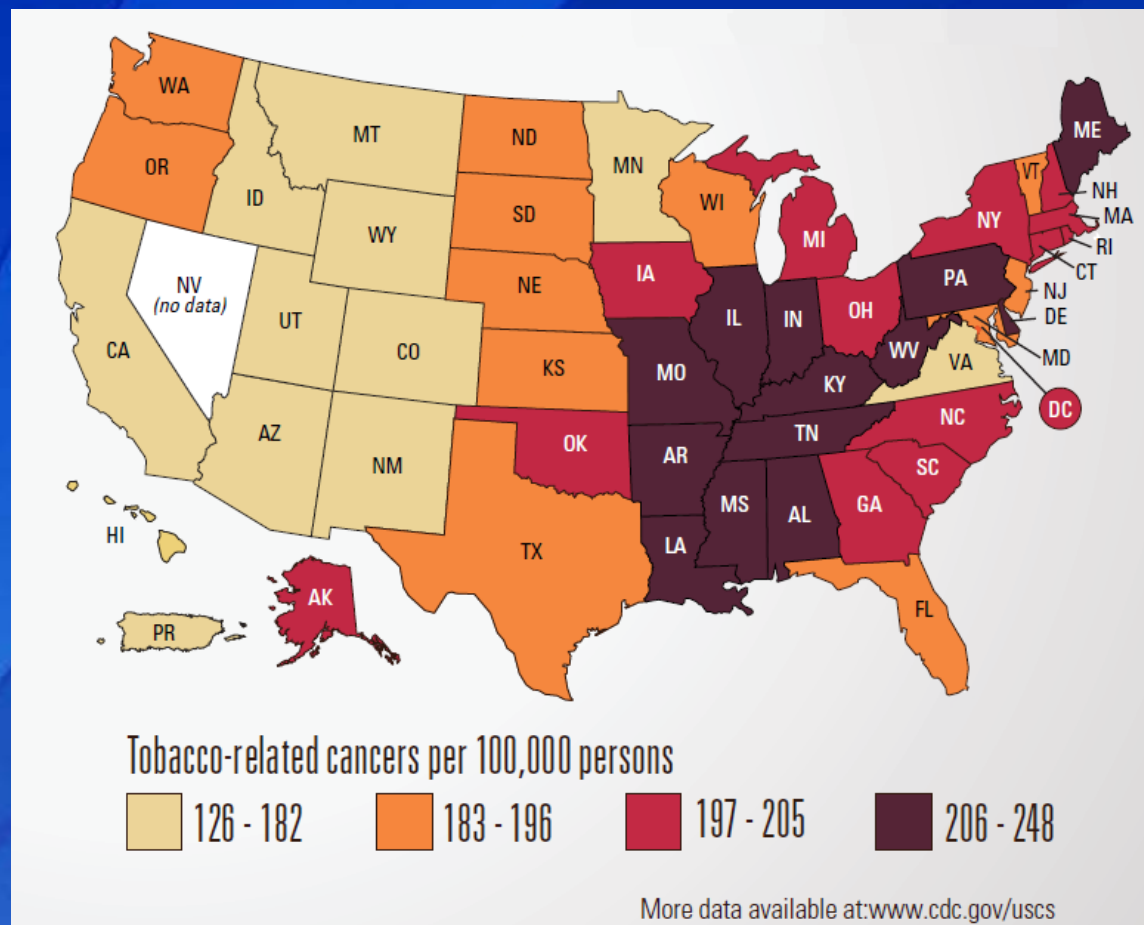 WA
MT
ND
MN
ME
OR
ID
SD
WI
VT
NH
WY
MI
NY
MA
RI
CT
NV
(no data)
NE
IA
PA
NJ
UT
IL
IN
OH
DE
CA
CO
KS
MO
WV
VA
MD
KY
DC
AZ
NM
OK
AR
TN
NC
SC
MS
AL
GA
HI
TX
LA
AK
FL
PR
Tobacco-related cancers per 100,000 persons
126 - 182 183 - 196 197 - 205 206 - 248
More data available at:www.cdc.gov/uscs